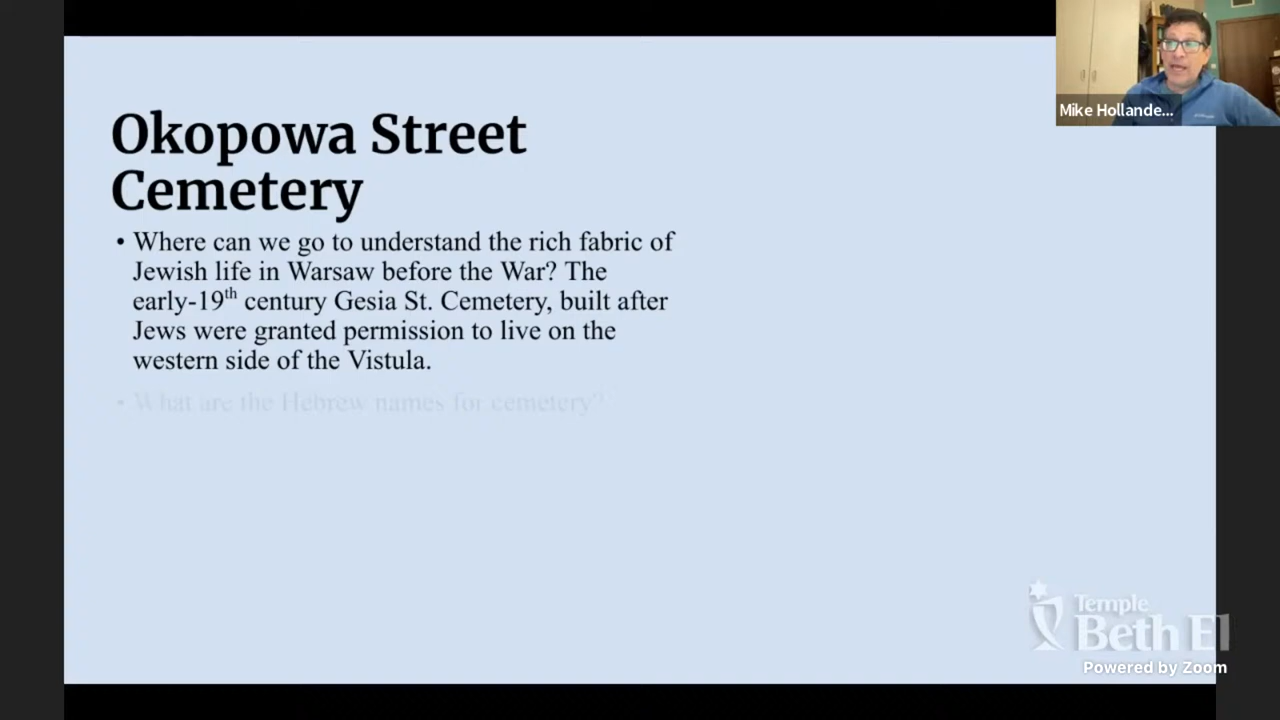 Okopowa Street
Cemetery
• Where can we go to understand the rich fabric of
Jewish life in Warsaw before the War? The
early-19th century Gesia St. Cemetery, built after
Jews were granted permission to live on the
western side of the Vistula.
• What are the Hebrew names for cemetery?
Mike Hollande...
Temple
Beth El
Powered by Zoom